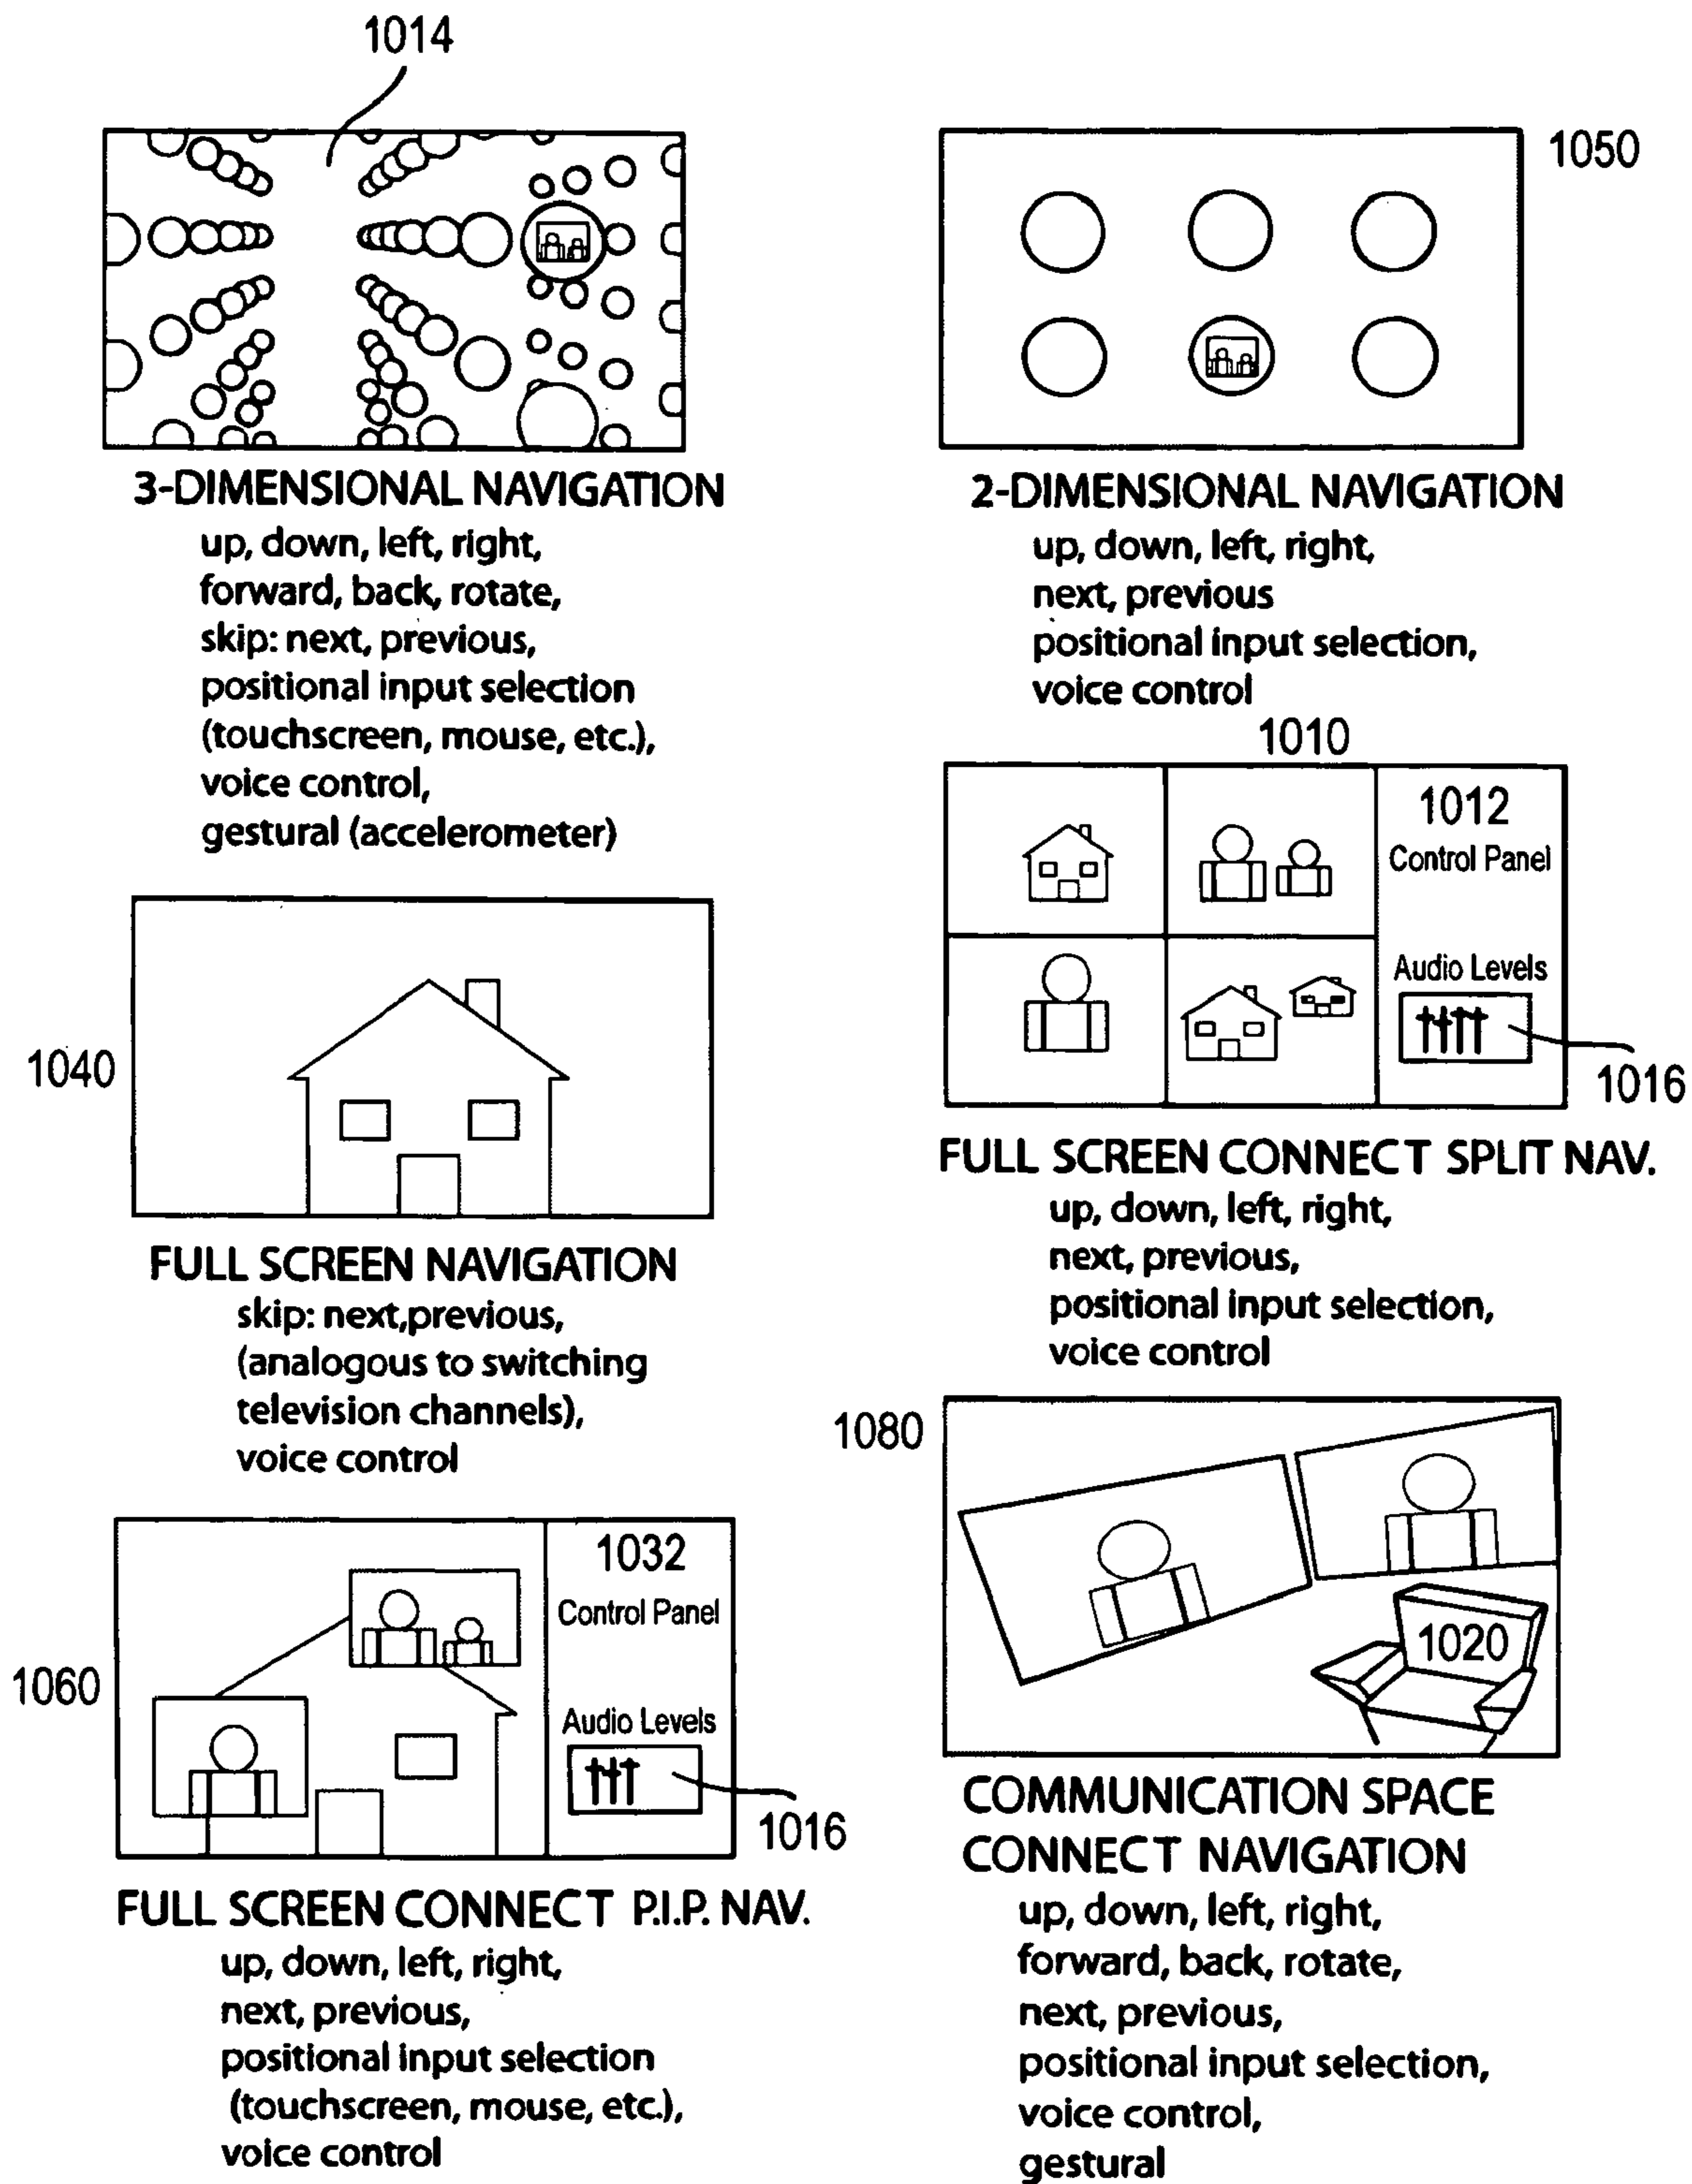 1014
3-DIMENSIONAL NAVIGATION
up, down, left, right,
forward, back, rotate,
skip: next, previous,
positional input selection
(touchscreen, mouse, etc.),
voice control,
gestural (accelerometer)
1050
2-DIMENSIONAL NAVIGATION
up, down, left, right,
next, previous
positional input selection,
voice control
1040
FULL SCREEN NAVIGATION
skip: next,previous,
(analogous to switching
television channels),
voice control
1010
1012
Control Panel
Audio Levels
1016
FULL SCREEN CONNECT SPLIT NAV.
up, down, left, right,
next, previous,
positional input selection,
voice control
1060
1032
Control Panel
Audio Levels
1016
FULL SCREEN CONNECT P.I.P. NAV.
up, down, left, right,
next, previous,
positional input selection
(touchscreen, mouse, etc.),
voice control
1080
1020
COMMUNICATION SPACE
CONNECT NAVIGATION
up, down, left, right,
forward, back, rotate,
next, previous,
positional input selection,
voice control,
gestural